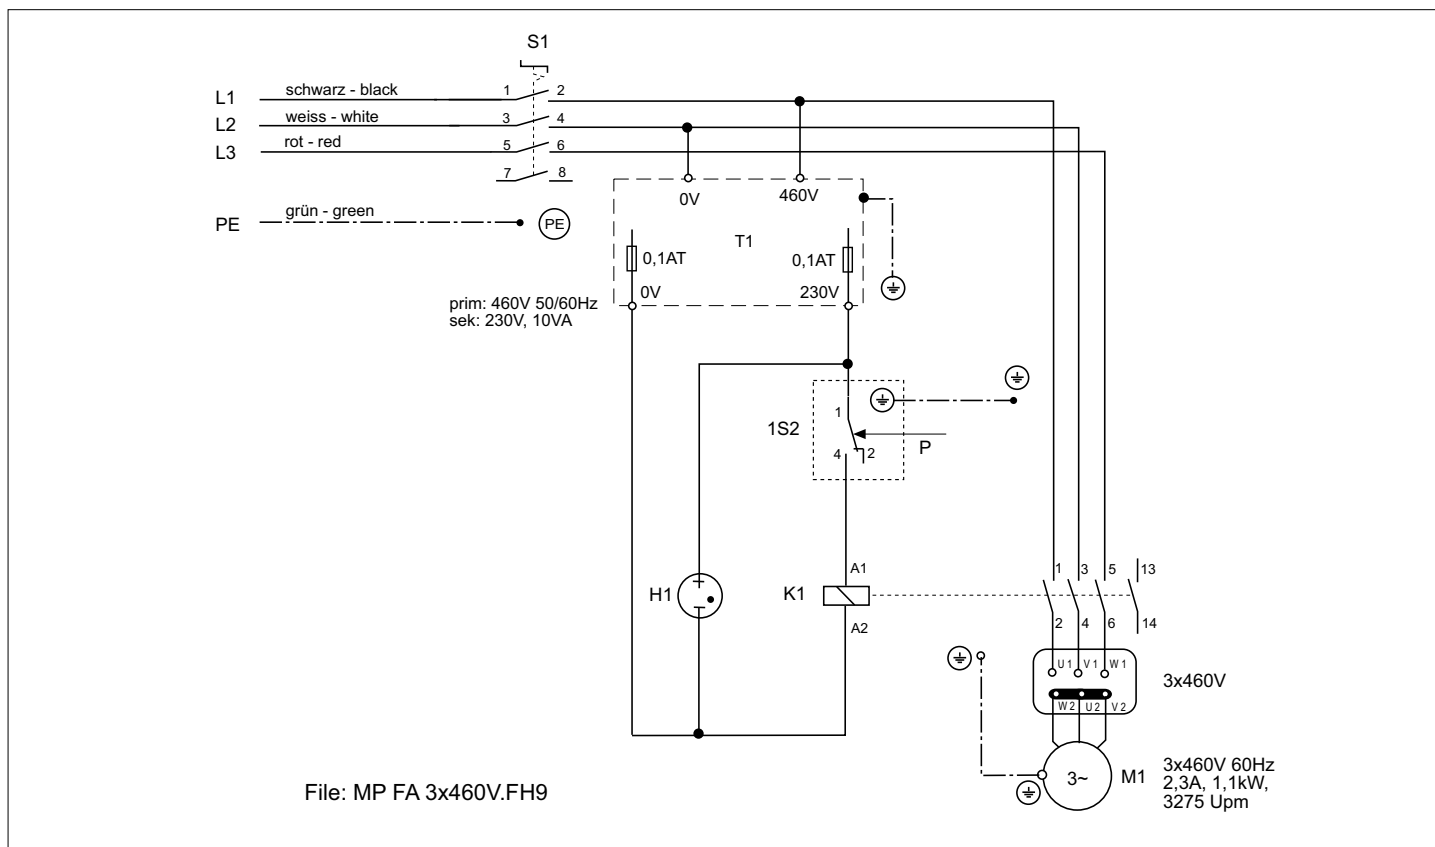 S1
L1 schwarz - black 1 2
L2 weiss - white 3 4
L3 rot - red 5 6
7 8
0V 460V
PE grün - green PE
T1
0,1AT 0,1AT
0V 230V
prim: 460V 50/60Hz
sek: 230V, 10VA
1
1S2
P
4 2
A1 1 3 5 13
H1 K1
A2 2 4 6 14
U1 V1 W1
3x460V
W2 U2 V2
3~ M1
3x460V 60Hz
2,3A, 1,1kW,
3275 Upm
File: MP FA 3x460V.FH9